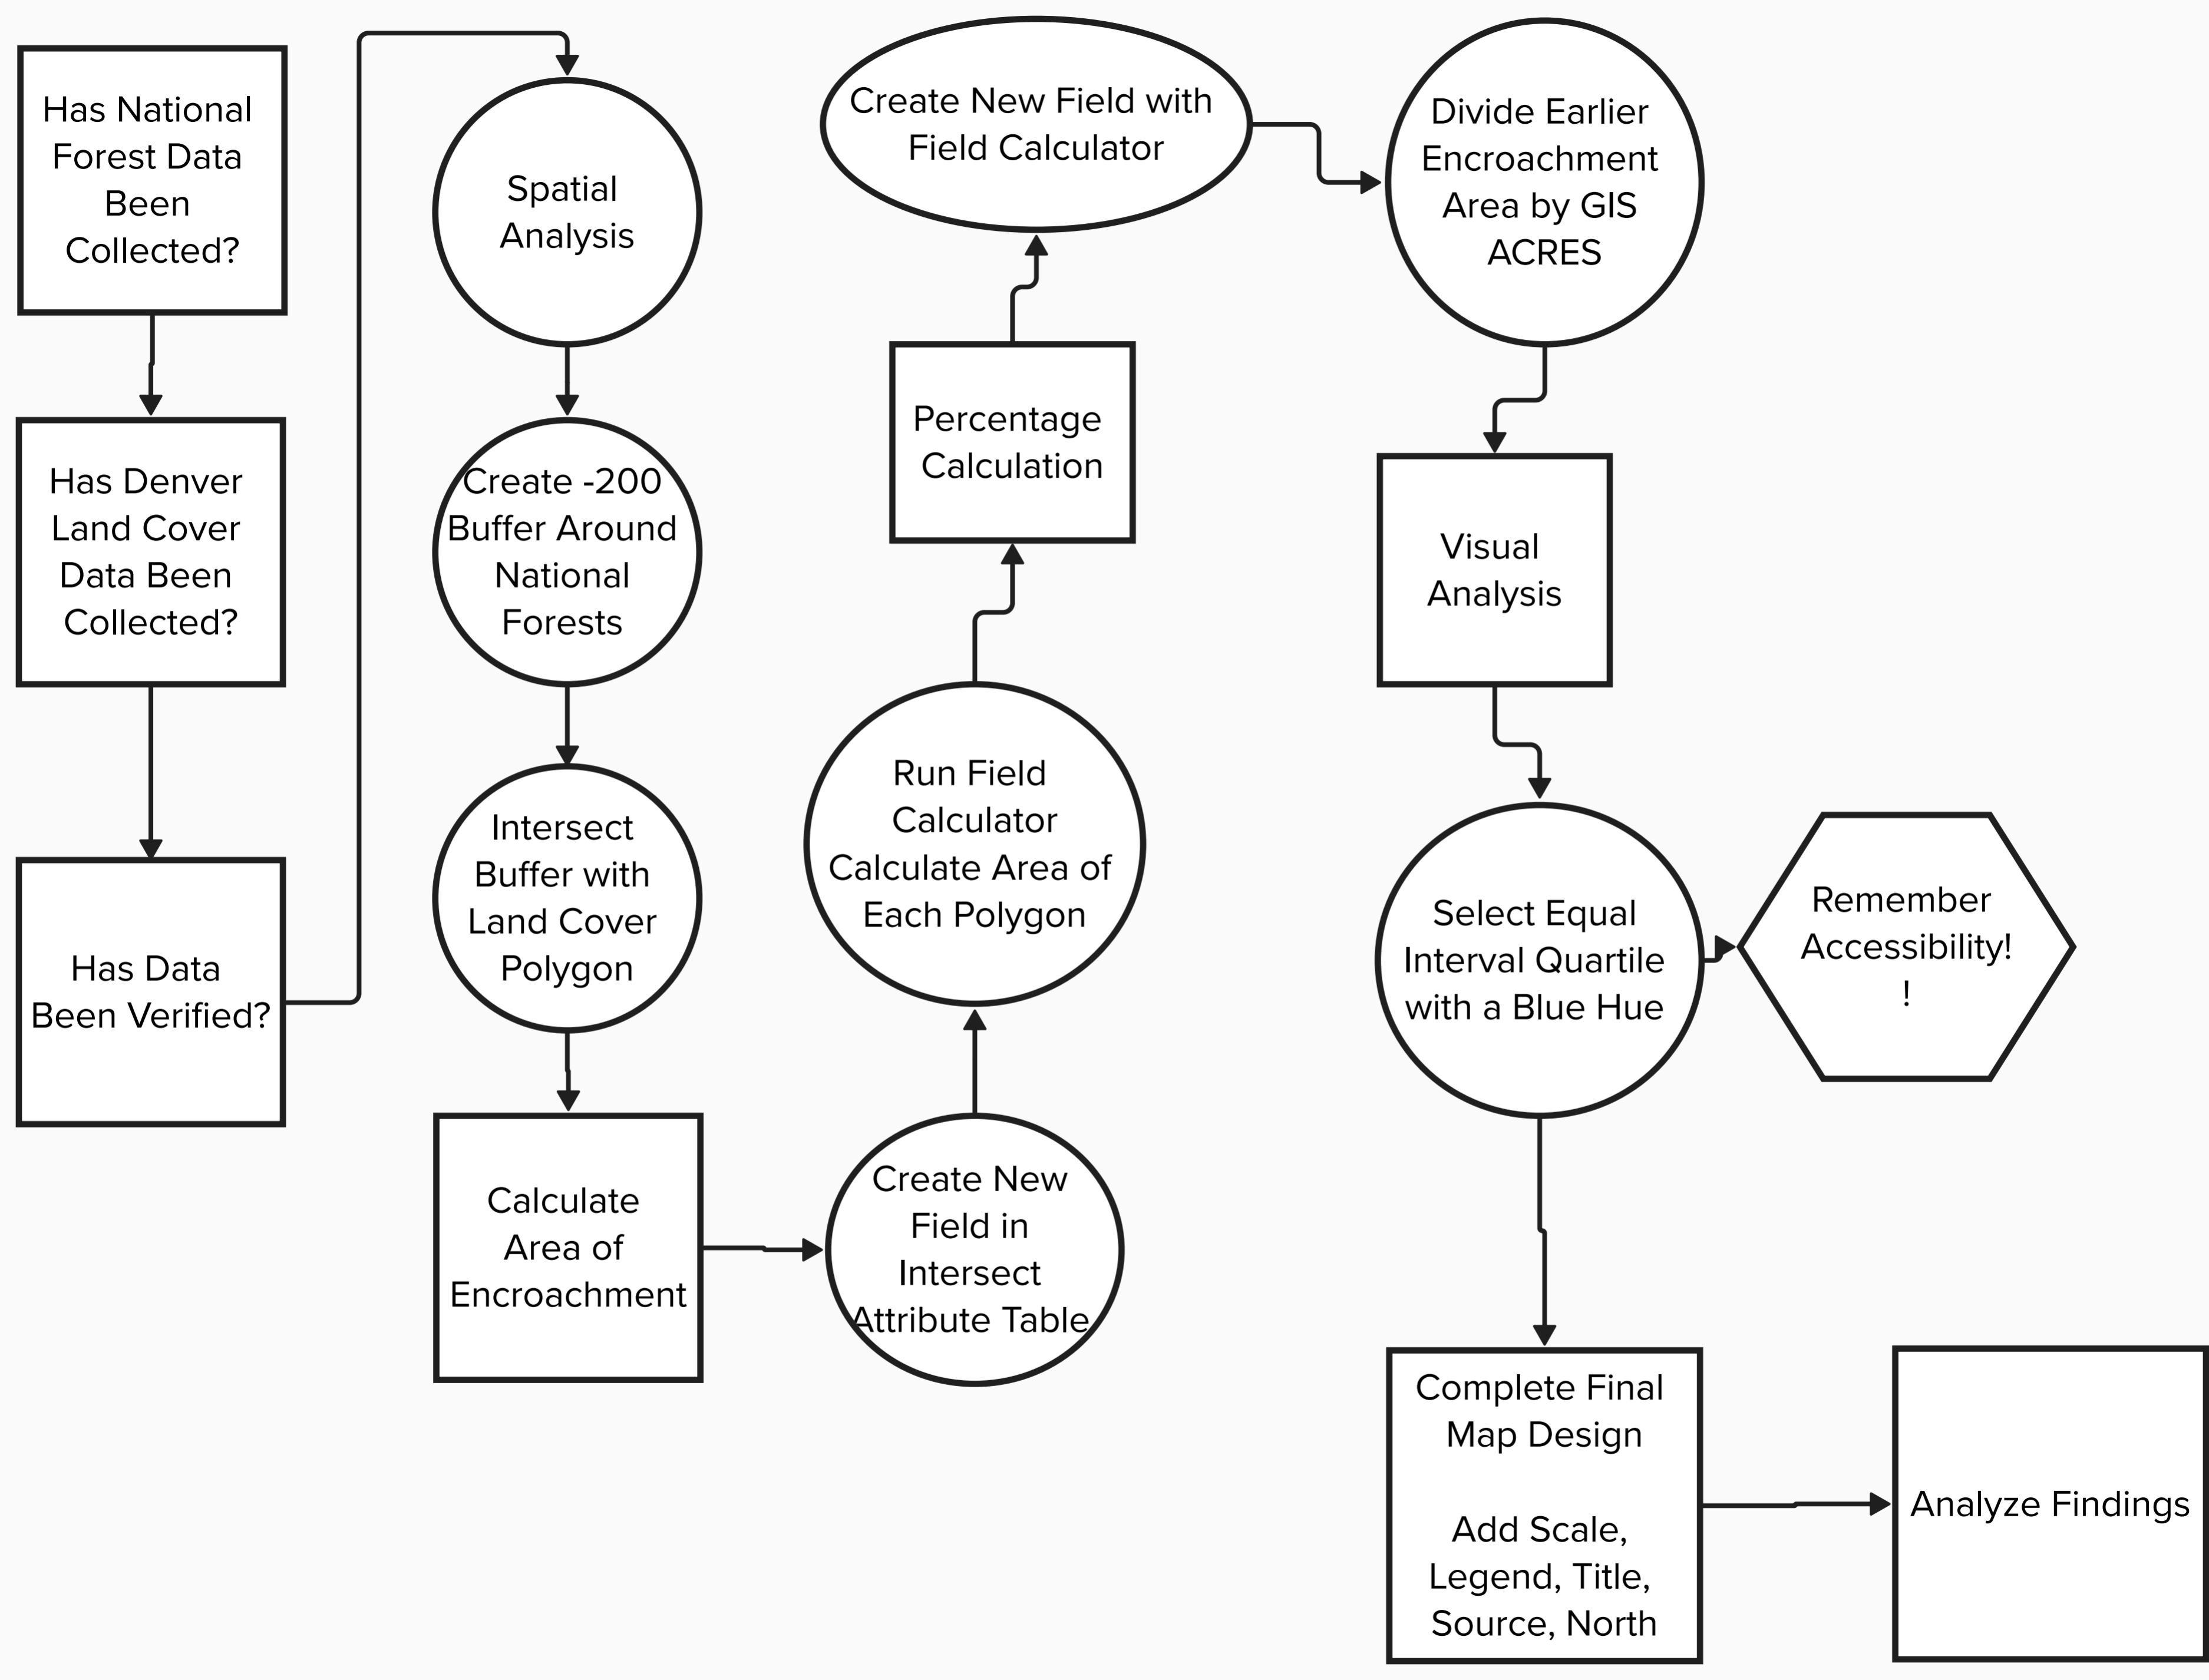 Has National
Forest Data
Been
Collected?
Has Denver
Land Cover
Data Been
Collected?
Has Data
Been Verified?
Spatial
Analysis
Create -200
Buffer Around
National
Forests
Intersect
Buffer with
Land Cover
Polygon
Calculate
Area of
Encroachment
Create New
Field in
Intersect
Attribute Table
Run Field
Calculator
Calculate Area of
Each Polygon
Percentage
Calculation
Create New Field with
Field Calculator
Divide Earlier
Encroachment
Area by GIS
ACRES
Visual
Analysis
Select Equal
Interval Quartile
with a Blue Hue
Remember
Accessibility!
!
Complete Final
Map Design
Add Scale,
Legend, Title,
Source, North
Analyze Findings